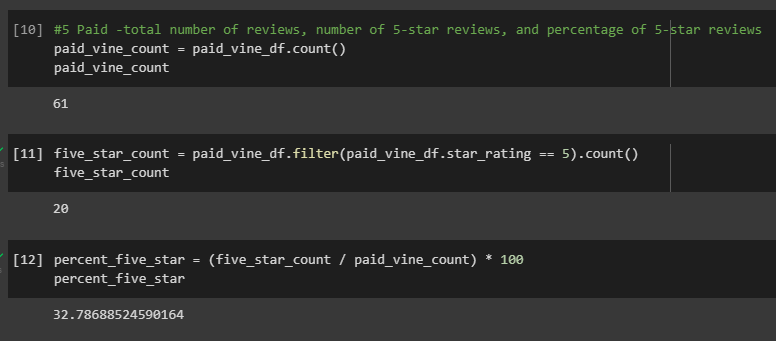 [10] #5 Paid -total number of reviews, number of 5-star reviews, and percentage of 5-star reviews
paid_vine_count = paid_vine_df.count()
paid_vine_count
61
[11] five_star_count = paid_vine_df.filter(paid_vine_df.star_rating == 5).count()
five_star_count
20
[12] percent_five_star = (five_star_count / paid_vine_count) * 100
percent_five_star
32.78688524590164